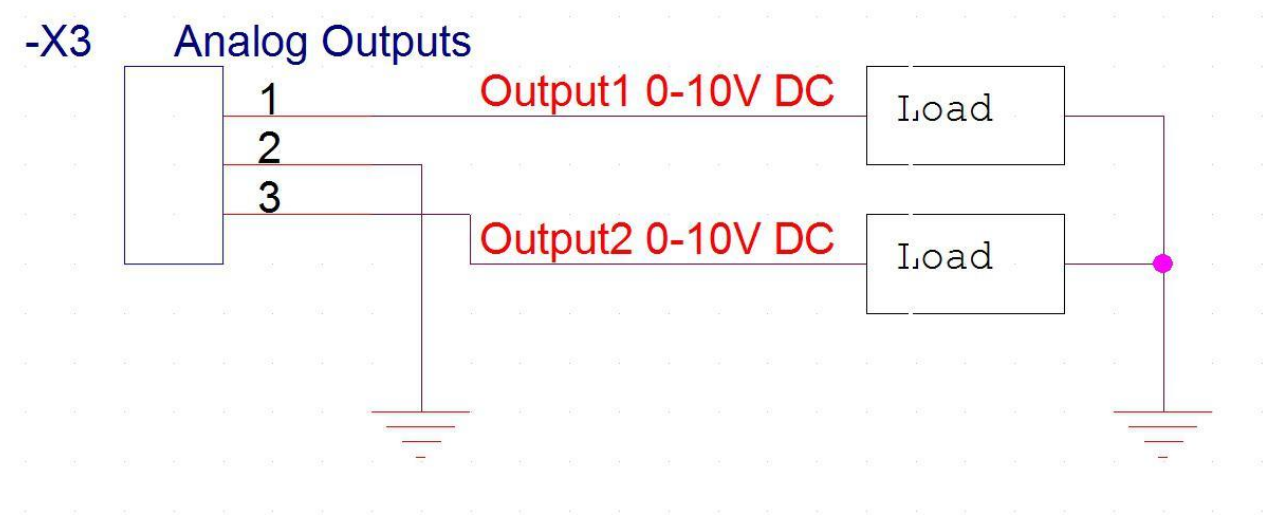 -X3 Analog Outputs
1
Output1 0-10V DC
Load
2
3
Output2 0-10V DC
Load